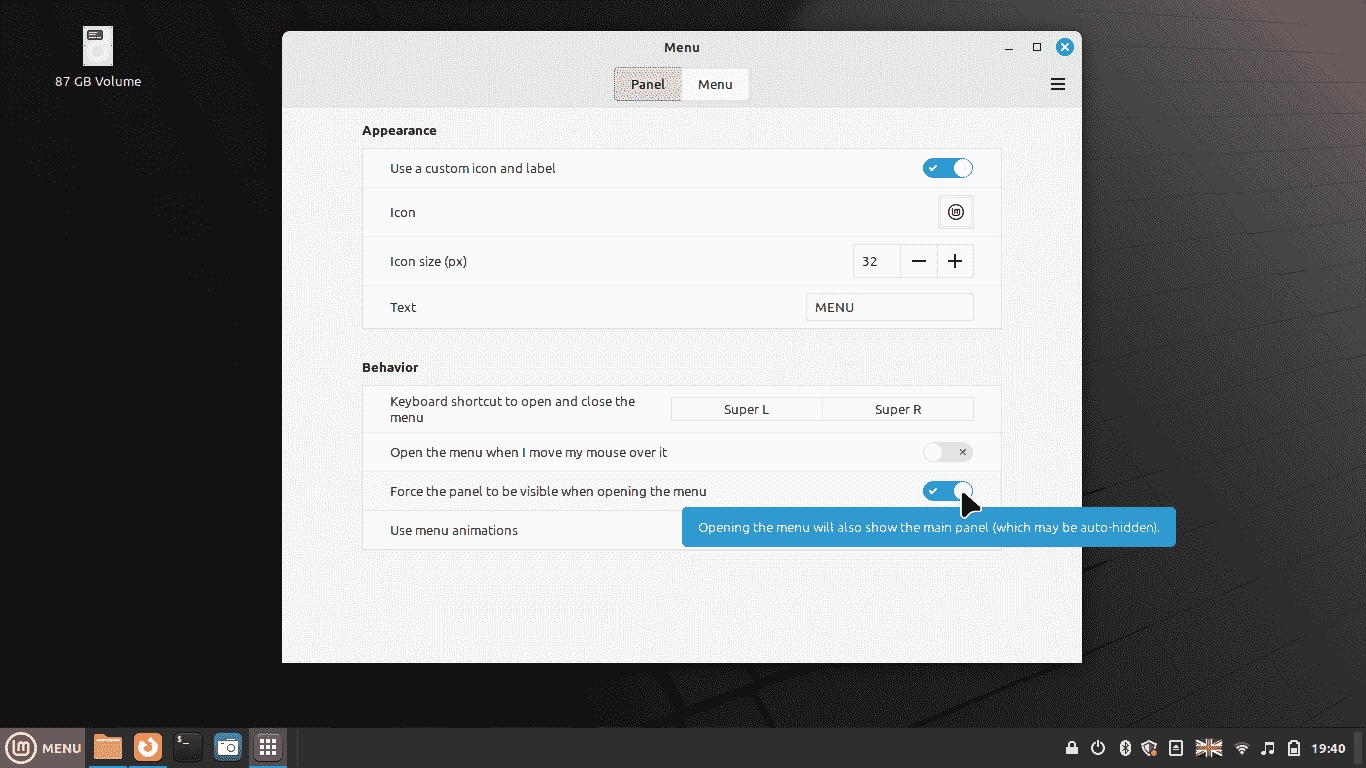 87 GB Volume
Menu
Panel
Menu
Appearance
Use a custom icon and label
Icon
Icon size (px)
32
Text
MENU
Behavior
Keyboard shortcut to open and close the
menu
Super L
Super R
Open the menu when I move my mouse over it
Force the panel to be visible when opening the menu
Use menu animations
Opening the menu will also show the main panel (which may be auto-hidden).
MENU
19:40